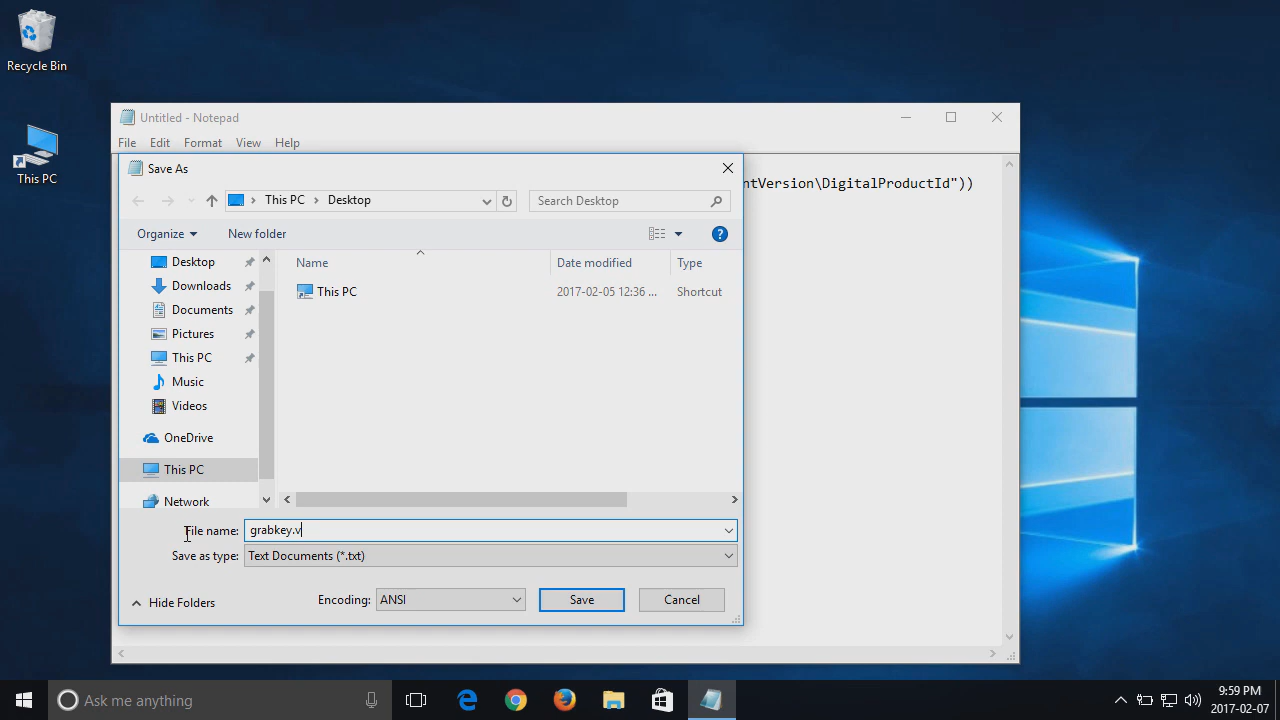 Recycle Bin
This PC
Untitled - Notepad
File Edit Format View Help
ntVersion\DigitalProductId"))
Save As
This PC Desktop
Search Desktop
Organize
New folder
Name Date modified Type
This PC 2017-02-05 12:36 ... Shortcut
Desktop
Downloads
Documents
Pictures
This PC
Music
Videos
OneDrive
This PC
Network
File name: grabkey.v
Save as type: Text Documents (*.txt)
Hide Folders
Encoding: ANSI
Save
Cancel
Ask me anything
9:59 PM
2017-02-07